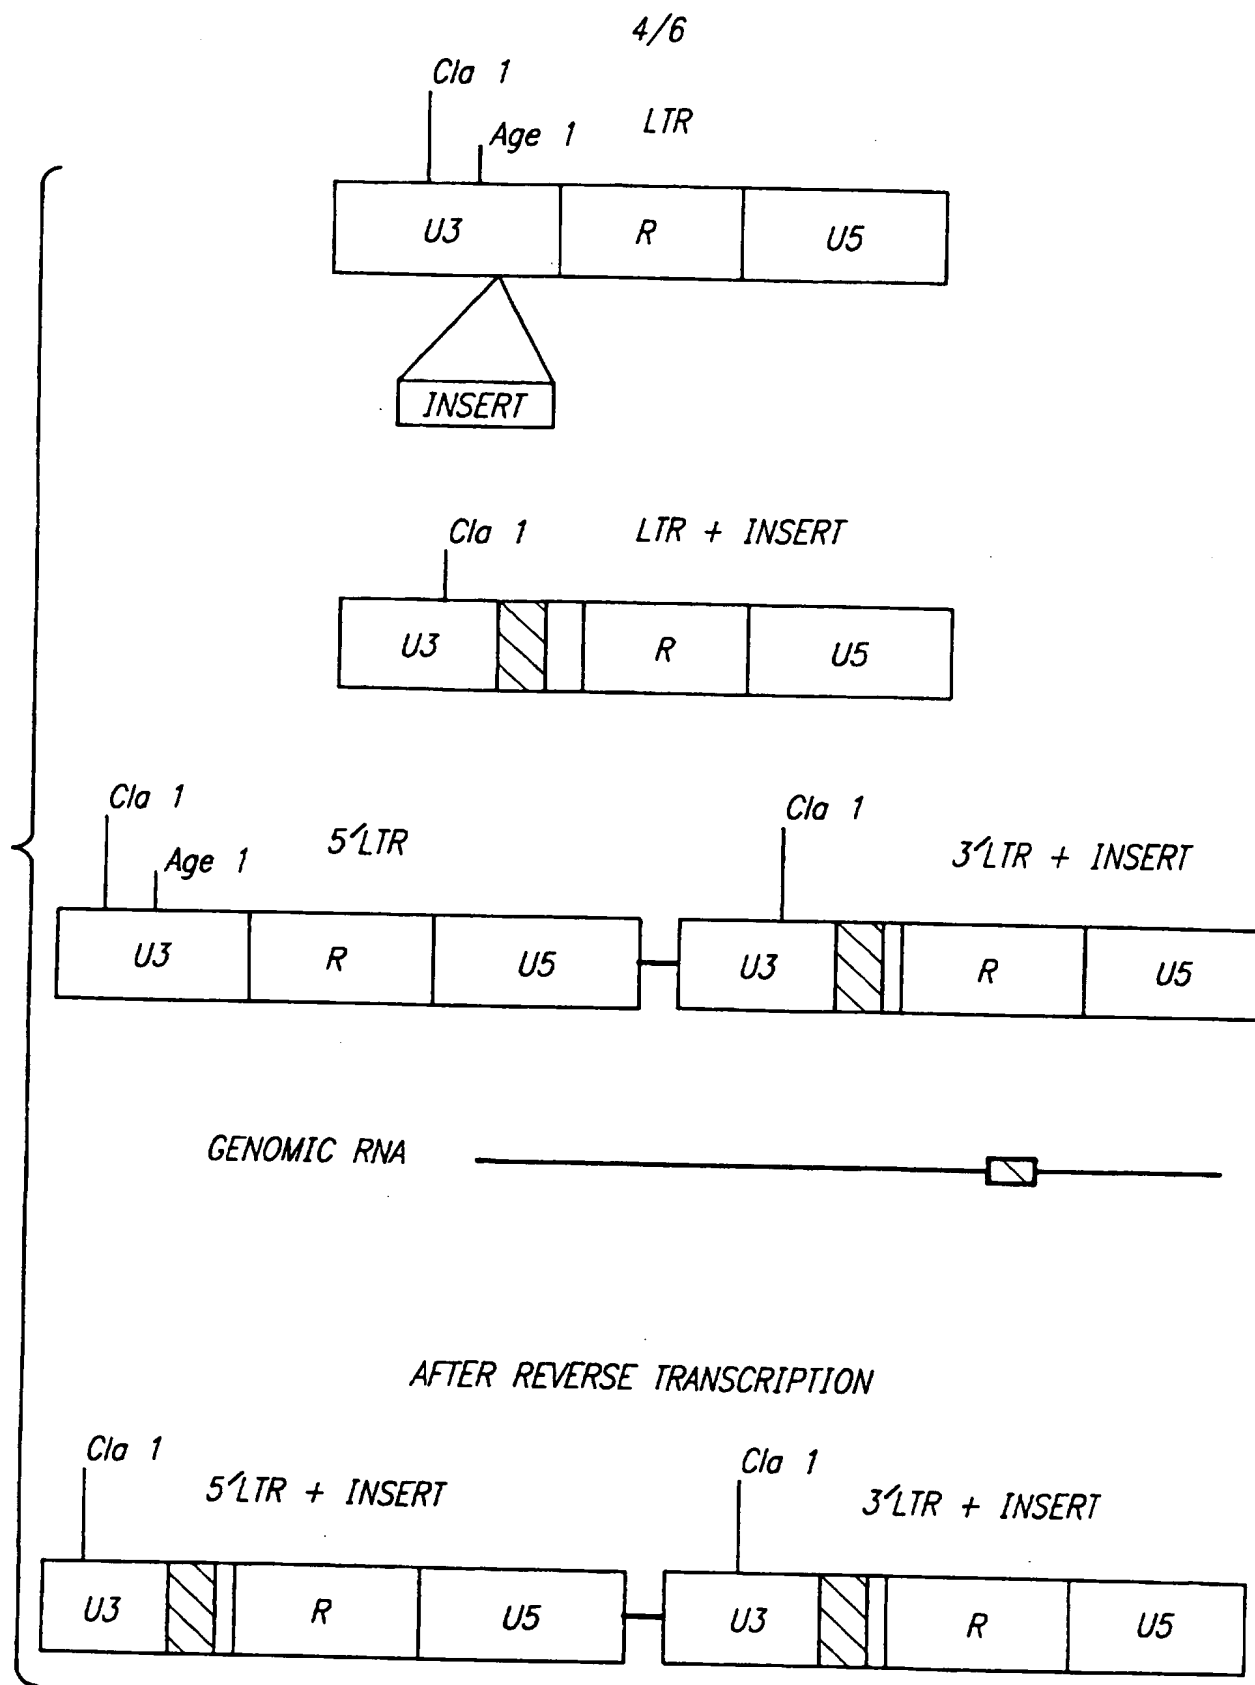 4/6
Cla 1
Age 1
LTR
U3
R
U5
INSERT
Cla 1
LTR + INSERT
U3
R
U5
Cla 1
Age 1
5'LTR
Cla 1
3'LTR + INSERT
U3
R
U5
U3
R
U5
GENOMIC RNA
AFTER REVERSE TRANSCRIPTION
Cla 1
5'LTR + INSERT
Cla 1
3'LTR + INSERT
U3
R
U5
U3
R
U5